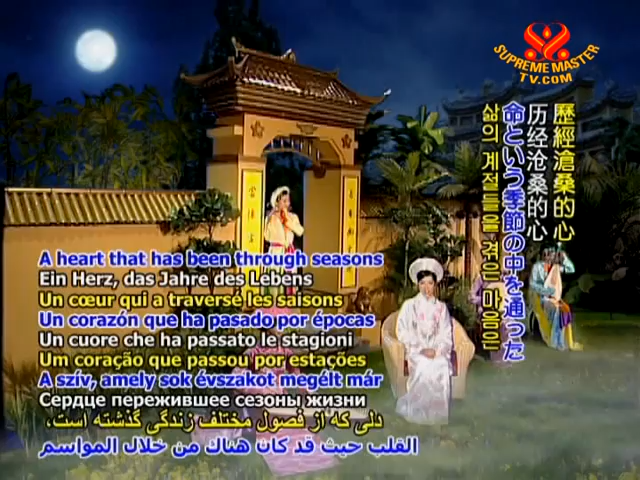 SUPREME MASTER
TV.COM
歷經滄桑的心
历经沧桑的心
命という季節の中を通った
삶의 계절들을 마음인
A heart that has been through seasons
Ein Herz, das Jahre des Lebens
Un cœur qui a traversé les saisons
Un corazón que ha pasado por épocas
Un cuore che ha passato le stagioni
Um coração que passou por estações
A szív, amely sok évszakot megélt már
Сердце пережившее сезоны жизни
دلی که از فصول مختلف زندگی گذشته است،
القلب حيث قد كان هناك من خلال المواسم